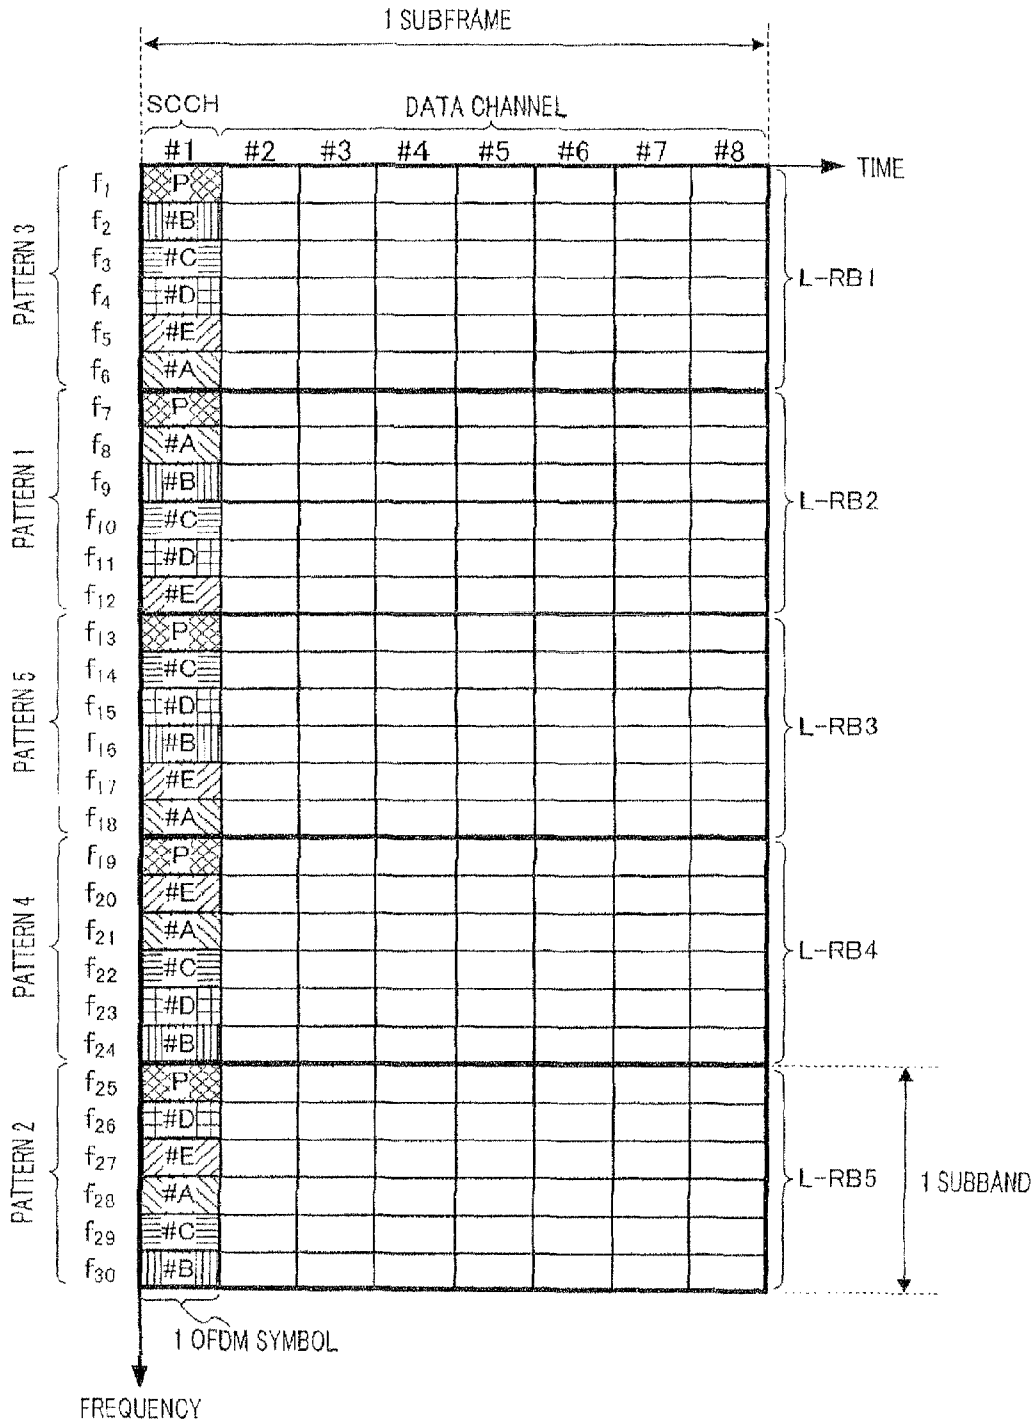 1 SUBFRAME
SCCH DATA CHANNEL
#1 #2 #3 #4 #5 #6 #7 #8 TIME
PATTERN 3
f1 P
f2 #B
f3 #C
f4 #D
f5 #E
f6 #A
L-RB1
PATTERN 1
f7 P
f8 #A
f9 #B
f10 #C
f11 #D
f12 #E
L-RB2
PATTERN 5
f13 P
f14 #C
f15 #D
f16 #B
f17 #E
f18 #A
L-RB3
PATTERN 4
f19 P
f20 #E
f21 #A
f22 #C
f23 #D
f24 #B
L-RB4
PATTERN 2
f25 P
f26 #D
f27 #E
f28 #A
f29 #C
f30 #B
L-RB5
1 SUBBAND
1 OFDM SYMBOL
FREQUENCY